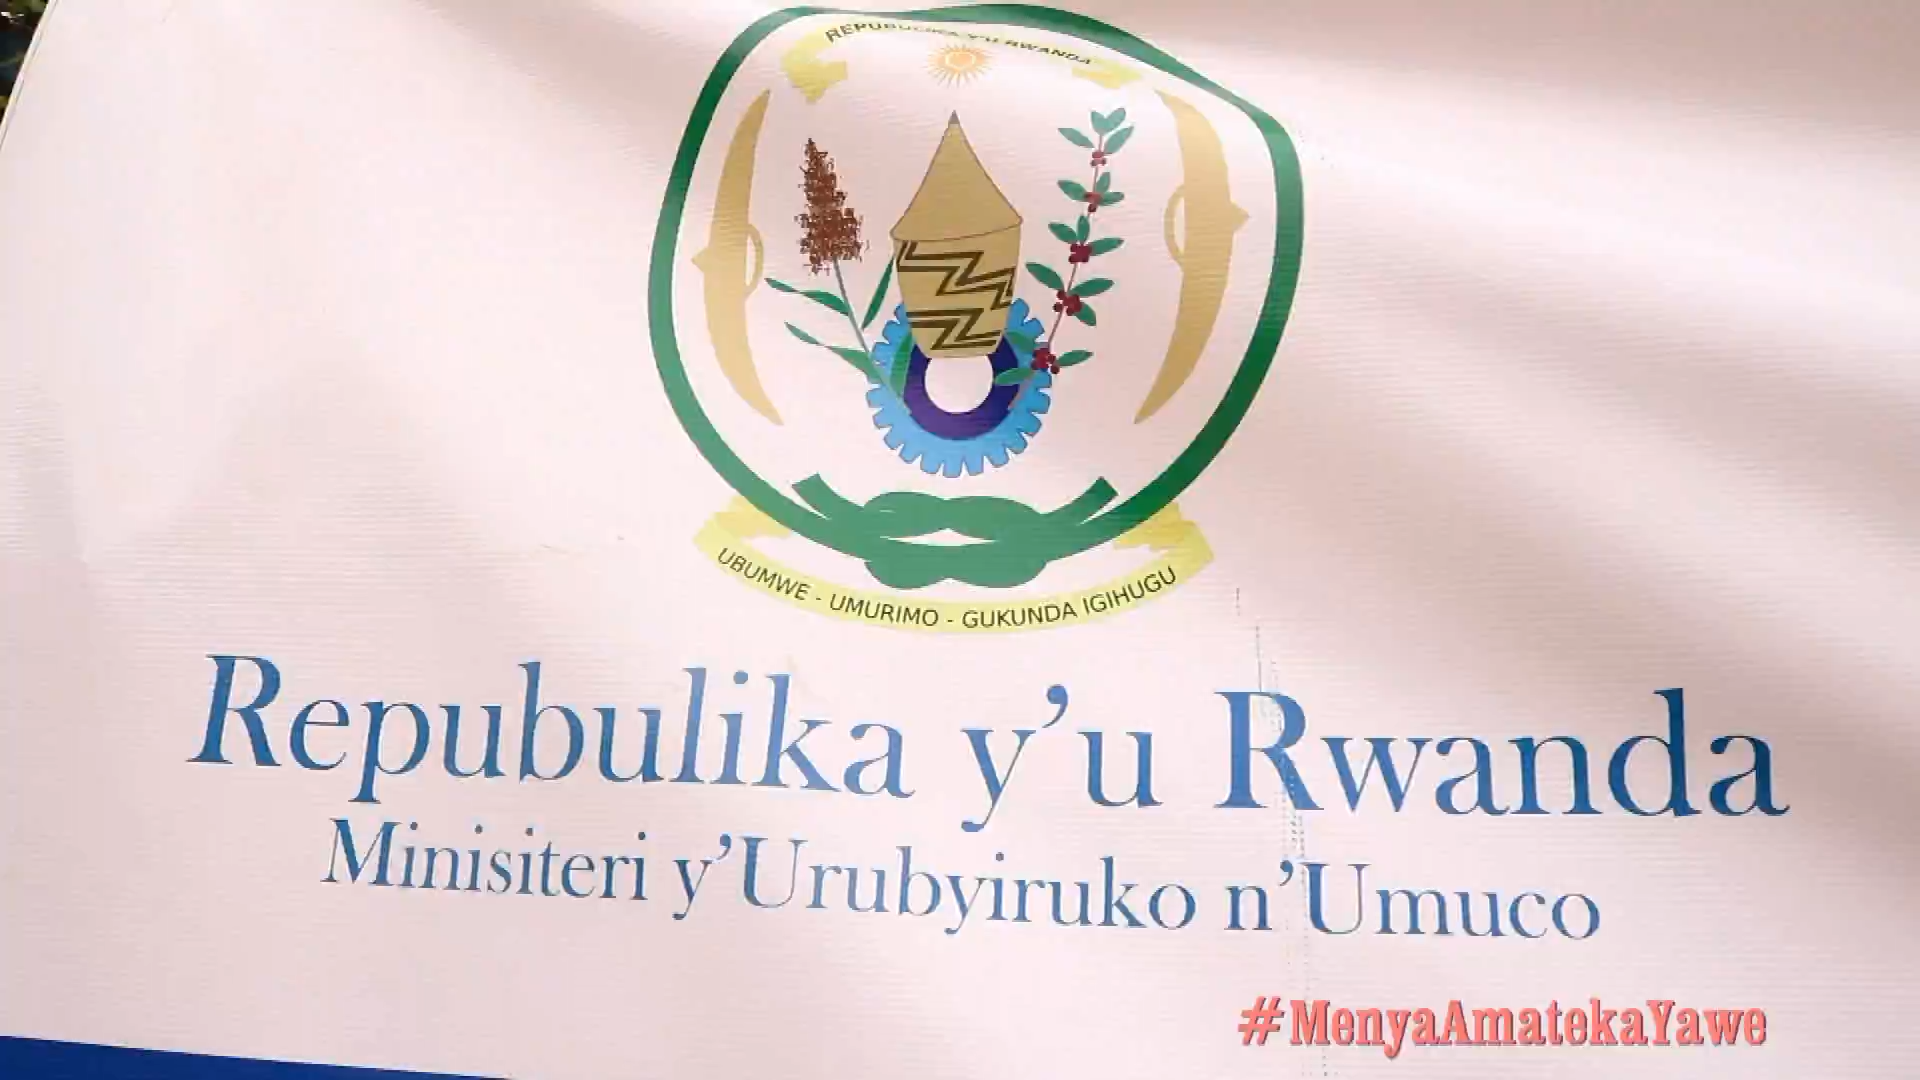 REPUBULIKA Y'U RWANDA
UBUMWE - UMURIMO - GUKUNDA IGIHUGU
Repubulika y'u Rwanda
Minisiteri y'Urubyiruko n'Umuco
#MenyaAmatekaYawe